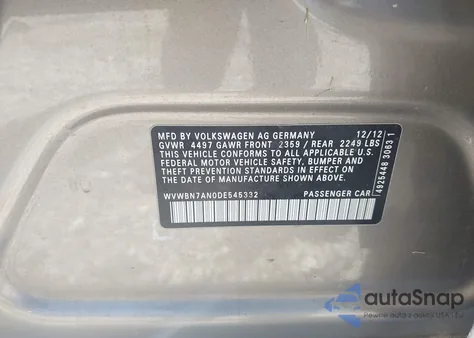 MFD BY VOLKSWAGEN AG GERMANY 12/12
GVWR 4497 GAWR FRONT 2359 / REAR 2249 LBS
THIS VEHICLE CONFORMS TO ALL APPLICABLE U.S.
FEDERAL MOTOR VEHICLE SAFETY, BUMPER AND
THEFT PREVENTION STANDARDS IN EFFECT ON THE
DATE OF MANUFACTURE SHOWN ABOVE.
WVWBN7AN0DE545332 PASSENGER CAR
4925448 30631
autoSnap